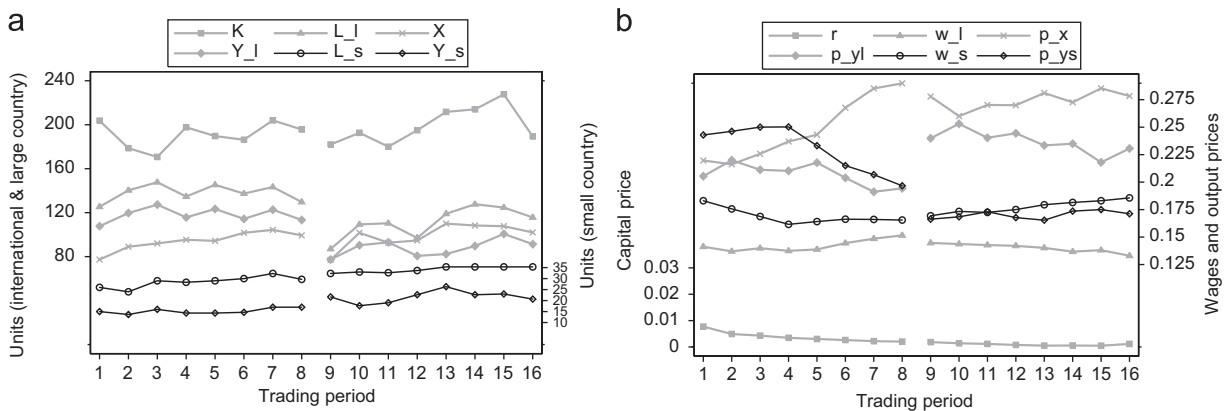 a
K
L_l
X
Y_l
L_s
Y_s
Units (international & large country)
240
200
160
120
80
Units (small country)
35
30
25
20
15
10
1 2 3 4 5 6 7 8 9 10 11 12 13 14 15 16
Trading period
b
r
w_l
p_x
p_yl
w_s
p_ys
Capital price
0.03
0.02
0.01
0
Wages and output prices
0.275
0.25
0.225
0.2
0.175
0.15
0.125
1 2 3 4 5 6 7 8 9 10 11 12 13 14 15 16
Trading period